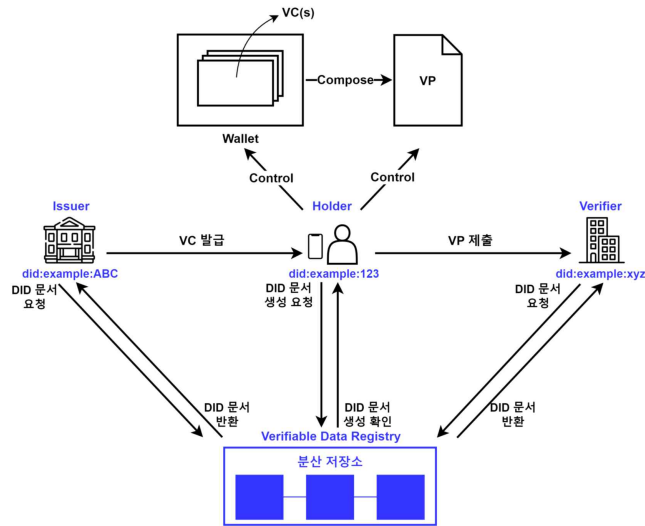 VC(s)
Compose
VP
Wallet
Control
Control
Issuer
Holder
Verifier
VC 발급
VP 제출
did:example:ABC
did:example:123
did:example:xyz
DID 문서
요청
DID 문서
생성 요청
DID 문서
요청
DID 문서
반환
DID 문서
생성 확인
DID 문서
반환
Verifiable Data Registry
분산 저장소